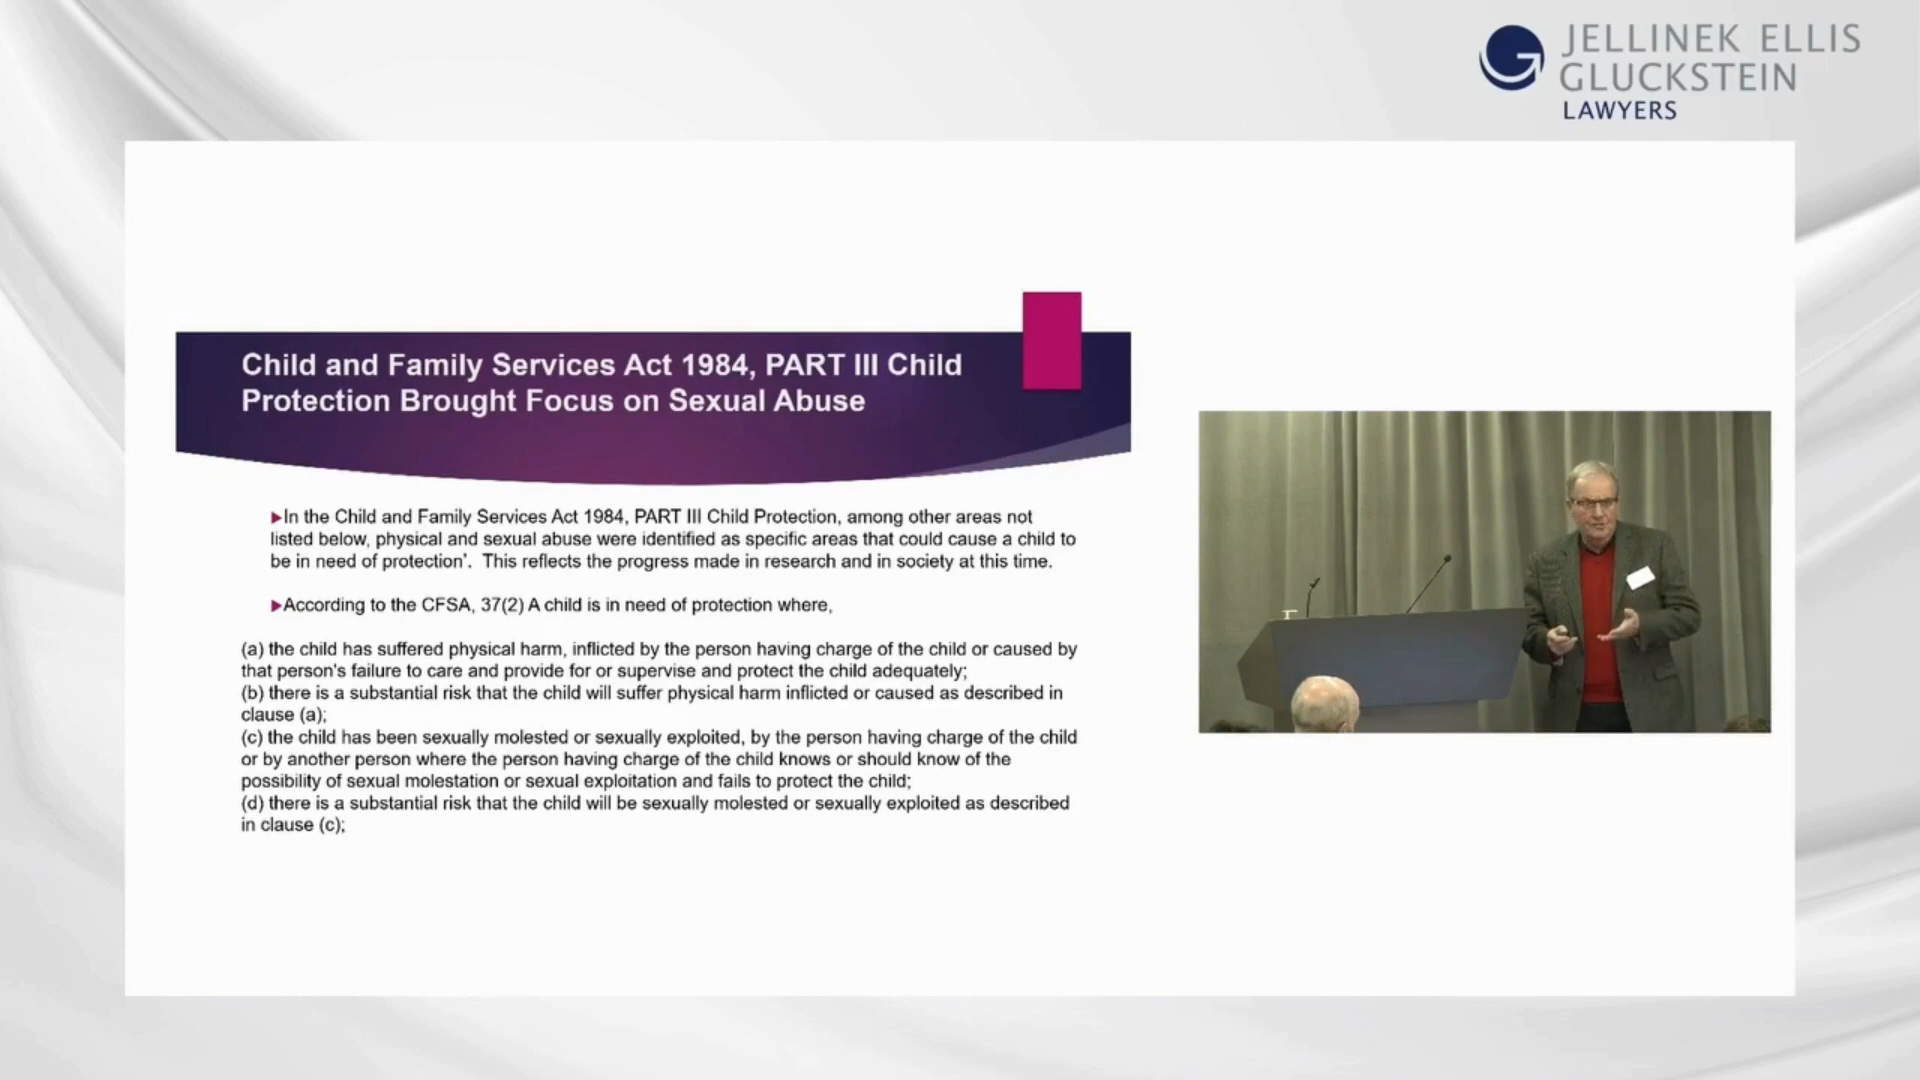 JELLINEK ELLIS
GLUCKSTEIN
LAWYERS
Child and Family Services Act 1984, PART III Child
Protection Brought Focus on Sexual Abuse
▶In the Child and Family Services Act 1984, PART III Child Protection, among other areas not
listed below, physical and sexual abuse were identified as specific areas that could cause a child to
be in need of protection'. This reflects the progress made in research and in society at this time.
▶According to the CFSA, 37(2) A child is in need of protection where,
(a) the child has suffered physical harm, inflicted by the person having charge of the child or caused by
that person's failure to care and provide for or supervise and protect the child adequately;
(b) there is a substantial risk that the child will suffer physical harm inflicted or caused as described in
clause (a);
(c) the child has been sexually molested or sexually exploited, by the person having charge of the child
or by another person where the person having charge of the child knows or should know of the
possibility of sexual molestation or sexual exploitation and fails to protect the child;
(d) there is a substantial risk that the child will be sexually molested or sexually exploited as described
in clause (c);